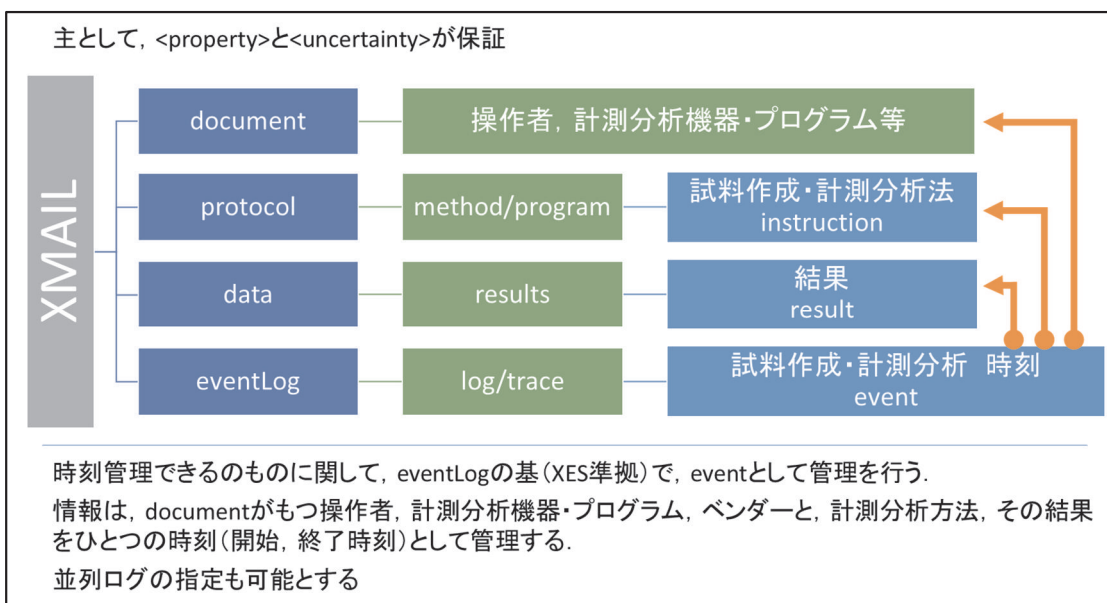 主として，<property>と<uncertainty>が保証
XMAIL
document
操作者，計測分析機器・プログラム等
protocol
method/program
試料作成・計測分析法
instruction
data
results
結果
result
eventLog
log/trace
試料作成・計測分析　時刻
event
時刻管理できるのものに関して，eventLogの基（XES準拠）で，eventとして管理を行う．
情報は，documentがもつ操作者，計測分析機器・プログラム，ベンダーと，計測分析方法，その結果
をひとつの時刻（開始，終了時刻）として管理する．
並列ログの指定も可能とする